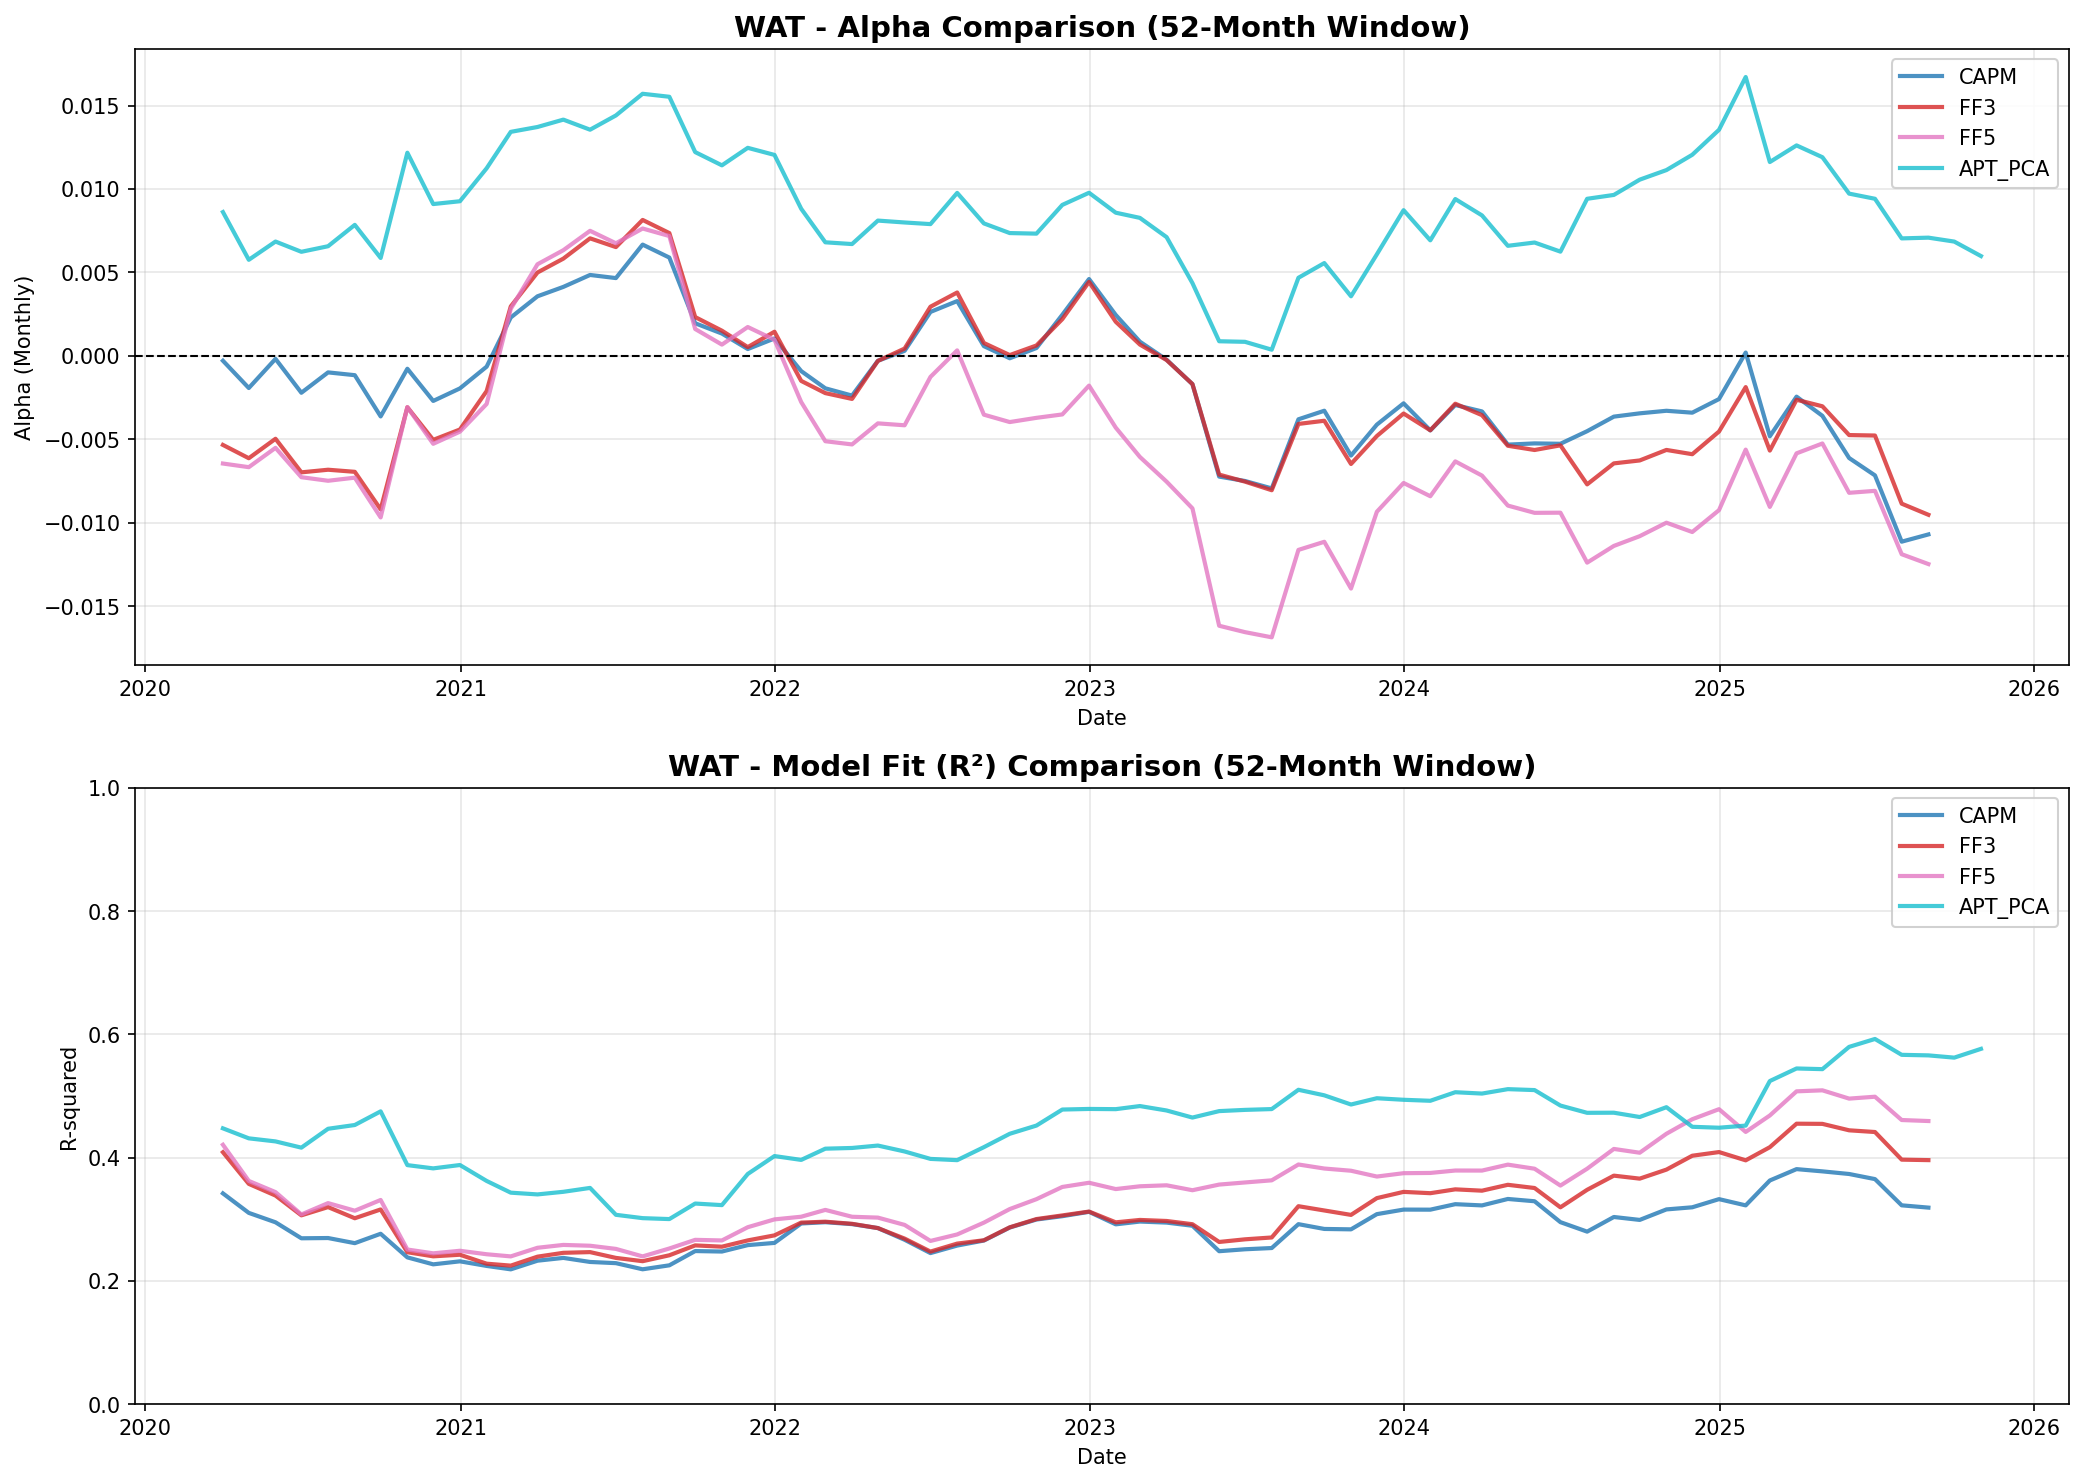 WAT - Alpha Comparison (52-Month Window)
CAPM
FF3
FF5
APT_PCA
Alpha (Monthly)
0.015
0.010
0.005
0.000
−0.005
−0.010
−0.015
2020 2021 2022 2023 2024 2025 2026
Date
WAT - Model Fit (R²) Comparison (52-Month Window)
CAPM
FF3
FF5
APT_PCA
R-squared
1.0
0.8
0.6
0.4
0.2
0.0
2020 2021 2022 2023 2024 2025 2026
Date